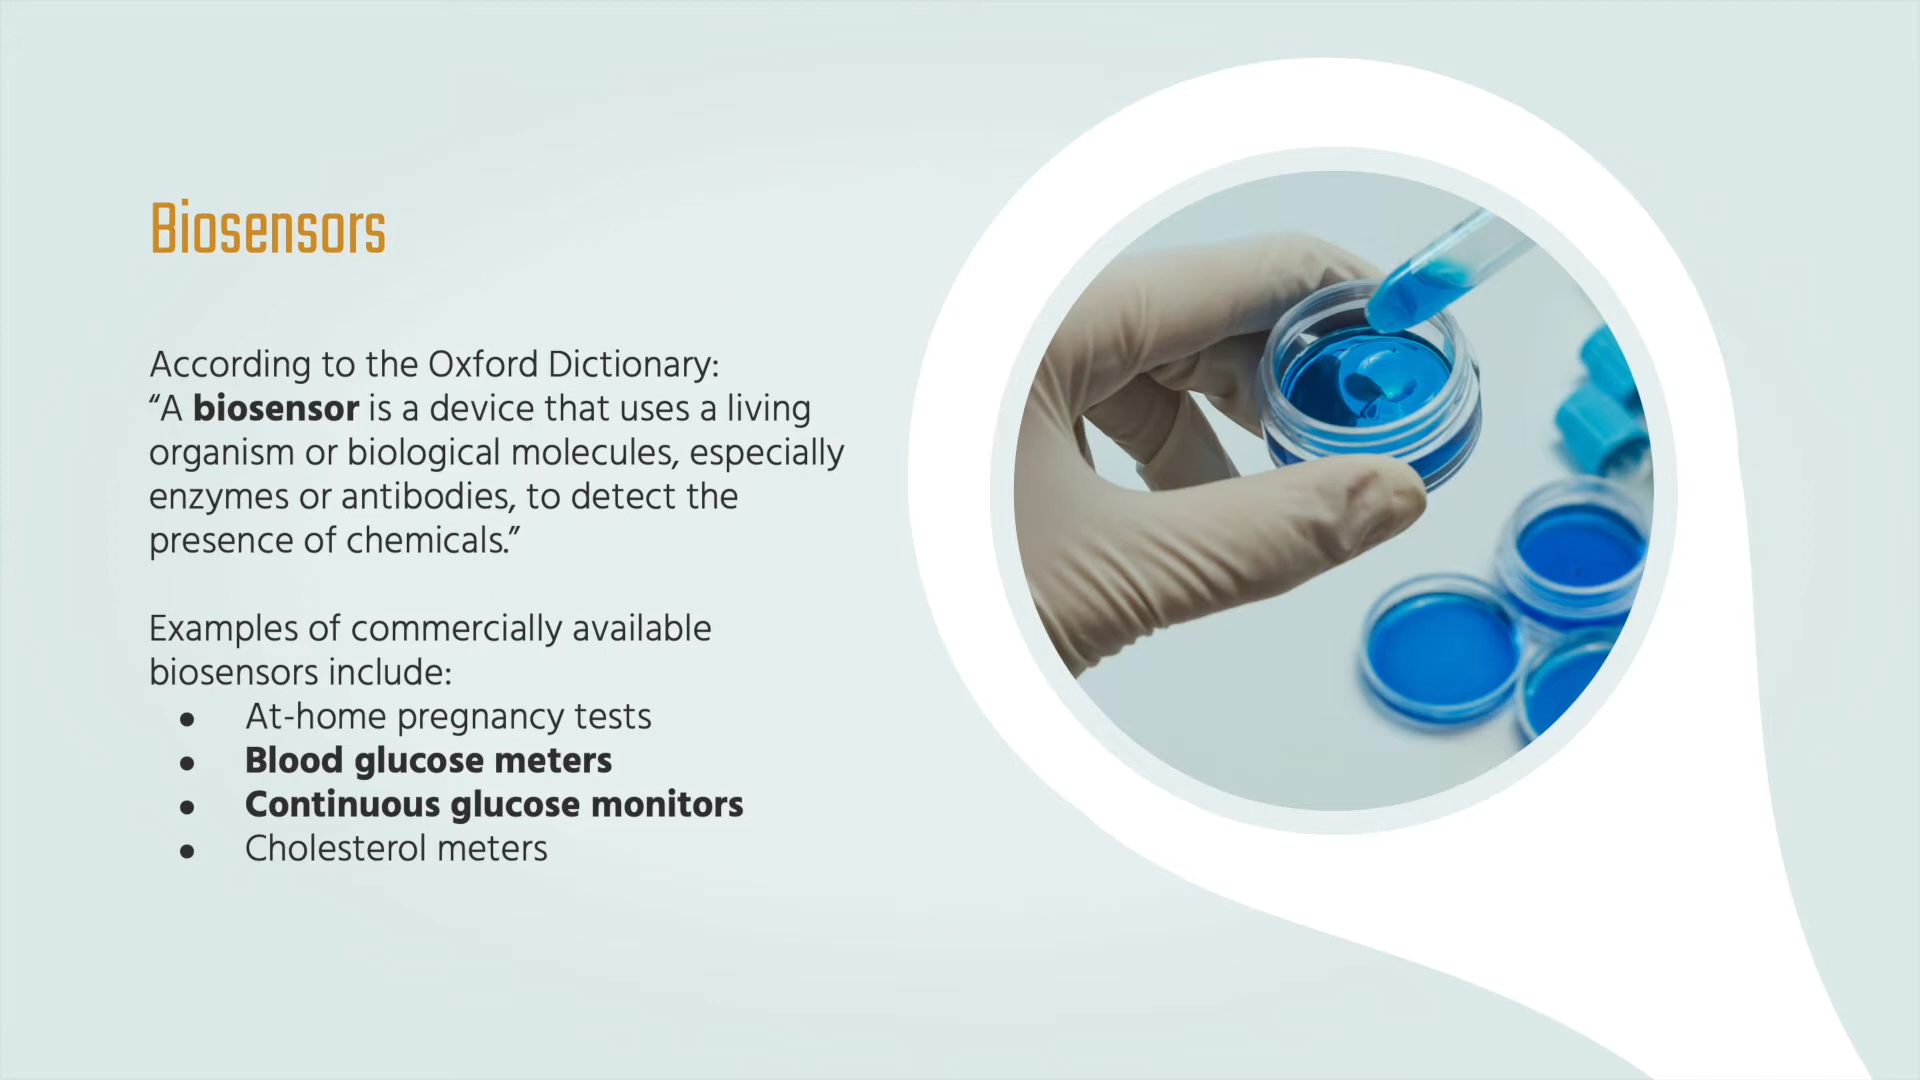 Biosensors
According to the Oxford Dictionary:
“A biosensor is a device that uses a living
organism or biological molecules, especially
enzymes or antibodies, to detect the
presence of chemicals.”
Examples of commercially available
biosensors include:
● At-home pregnancy tests
● Blood glucose meters
● Continuous glucose monitors
● Cholesterol meters